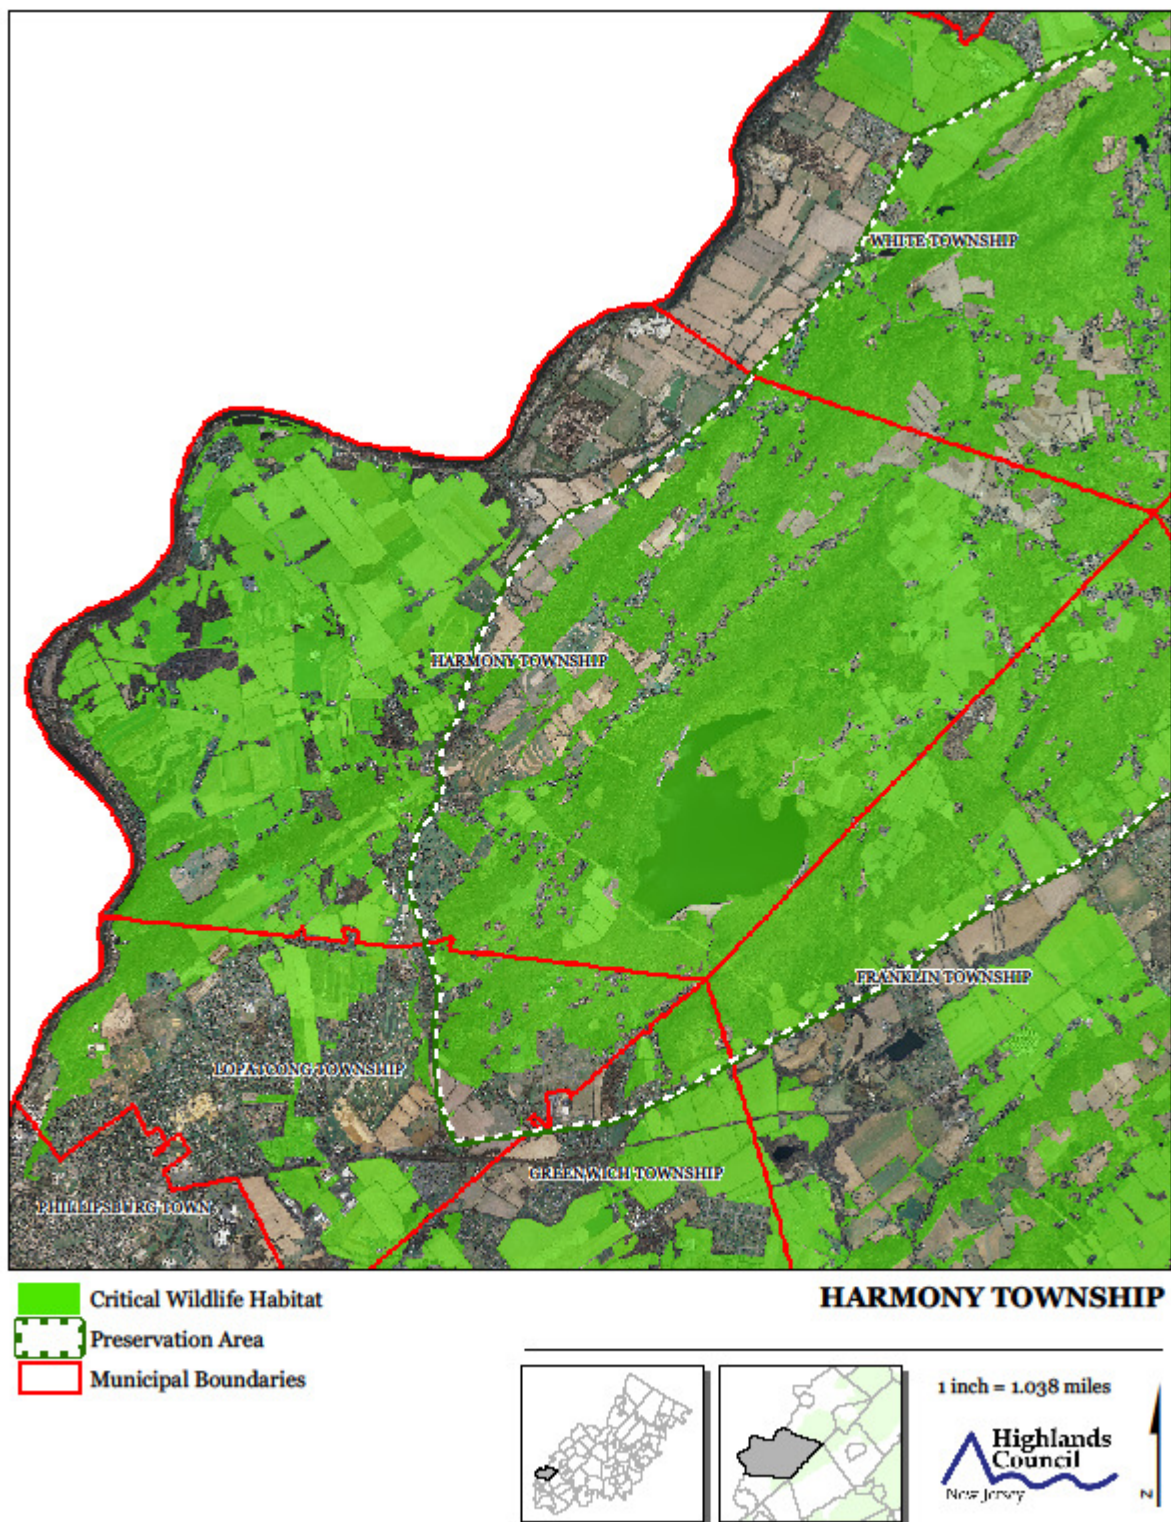 WHITE TOWNSHIP
HARMONY TOWNSHIP
FRANKLIN TOWNSHIP
LOPATCONG TOWNSHIP
GREENWICH TOWNSHIP
PHILLIPSBURG TOWN
Critical Wildlife Habitat
HARMONY TOWNSHIP
Preservation Area
Municipal Boundaries
1 inch = 1.038 miles
Highlands
Council
New Jersey
N